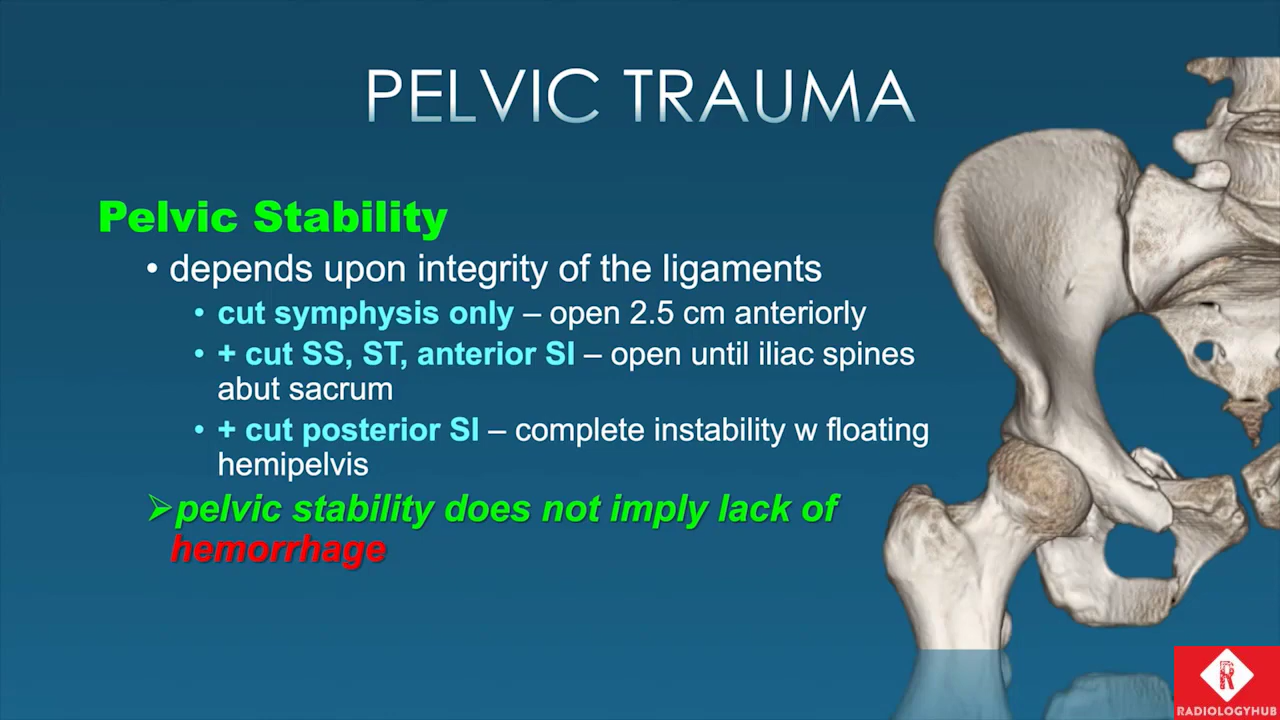 PELVIC TRAUMA
Pelvic Stability
• depends upon integrity of the ligaments
• cut symphysis only – open 2.5 cm anteriorly
• + cut SS, ST, anterior SI – open until iliac spines
abut sacrum
• + cut posterior SI – complete instability w floating
hemipelvis
➢pelvic stability does not imply lack of
hemorrhage
R
RADIOLOGYHUB